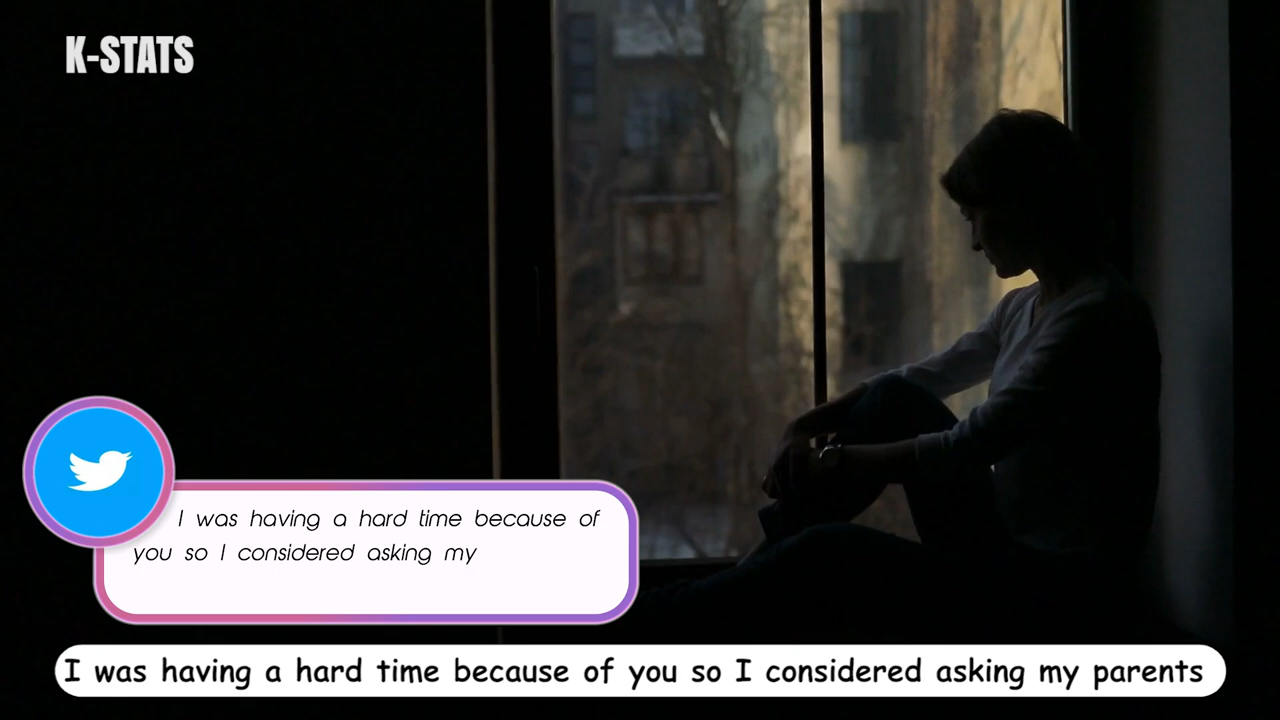 K-STATS
I was having a hard time because of
you so I considered asking my
I was having a hard time because of you so I considered asking my parents